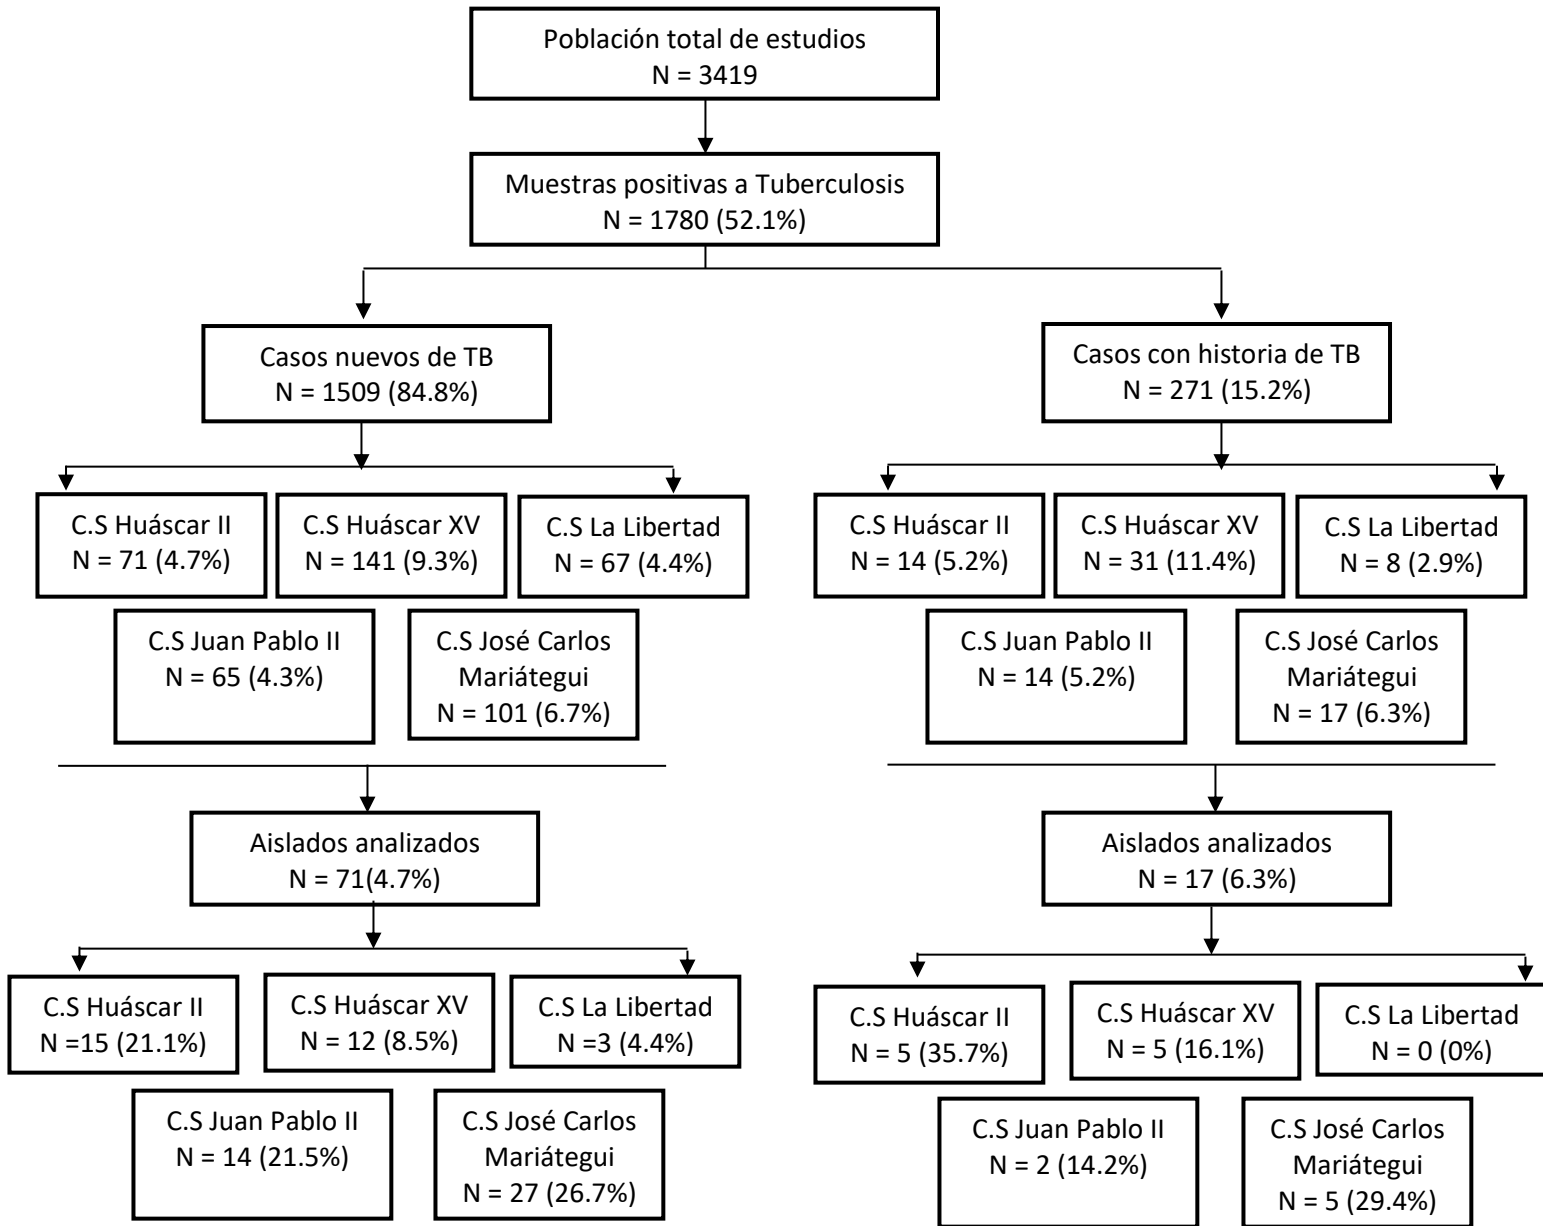 Población total de estudios
N = 3419
Muestras positivas a Tuberculosis
N = 1780 (52.1%)
Casos nuevos de TB
N = 1509 (84.8%)
Casos con historia de TB
N = 271 (15.2%)
C.S Huáscar II
N = 71 (4.7%)
C.S Huáscar XV
N = 141 (9.3%)
C.S La Libertad
N = 67 (4.4%)
C.S Juan Pablo II
N = 65 (4.3%)
C.S José Carlos
Mariátegui
N = 101 (6.7%)
C.S Huáscar II
N = 14 (5.2%)
C.S Huáscar XV
N = 31 (11.4%)
C.S La Libertad
N = 8 (2.9%)
C.S Juan Pablo II
N = 14 (5.2%)
C.S José Carlos
Mariátegui
N = 17 (6.3%)
Aislados analizados
N = 71(4.7%)
Aislados analizados
N = 17 (6.3%)
C.S Huáscar II
N =15 (21.1%)
C.S Huáscar XV
N = 12 (8.5%)
C.S La Libertad
N =3 (4.4%)
C.S Juan Pablo II
N = 14 (21.5%)
C.S José Carlos
Mariátegui
N = 27 (26.7%)
C.S Huáscar II
N = 5 (35.7%)
C.S Huáscar XV
N = 5 (16.1%)
C.S La Libertad
N = 0 (0%)
C.S Juan Pablo II
N = 2 (14.2%)
C.S José Carlos
Mariátegui
N = 5 (29.4%)